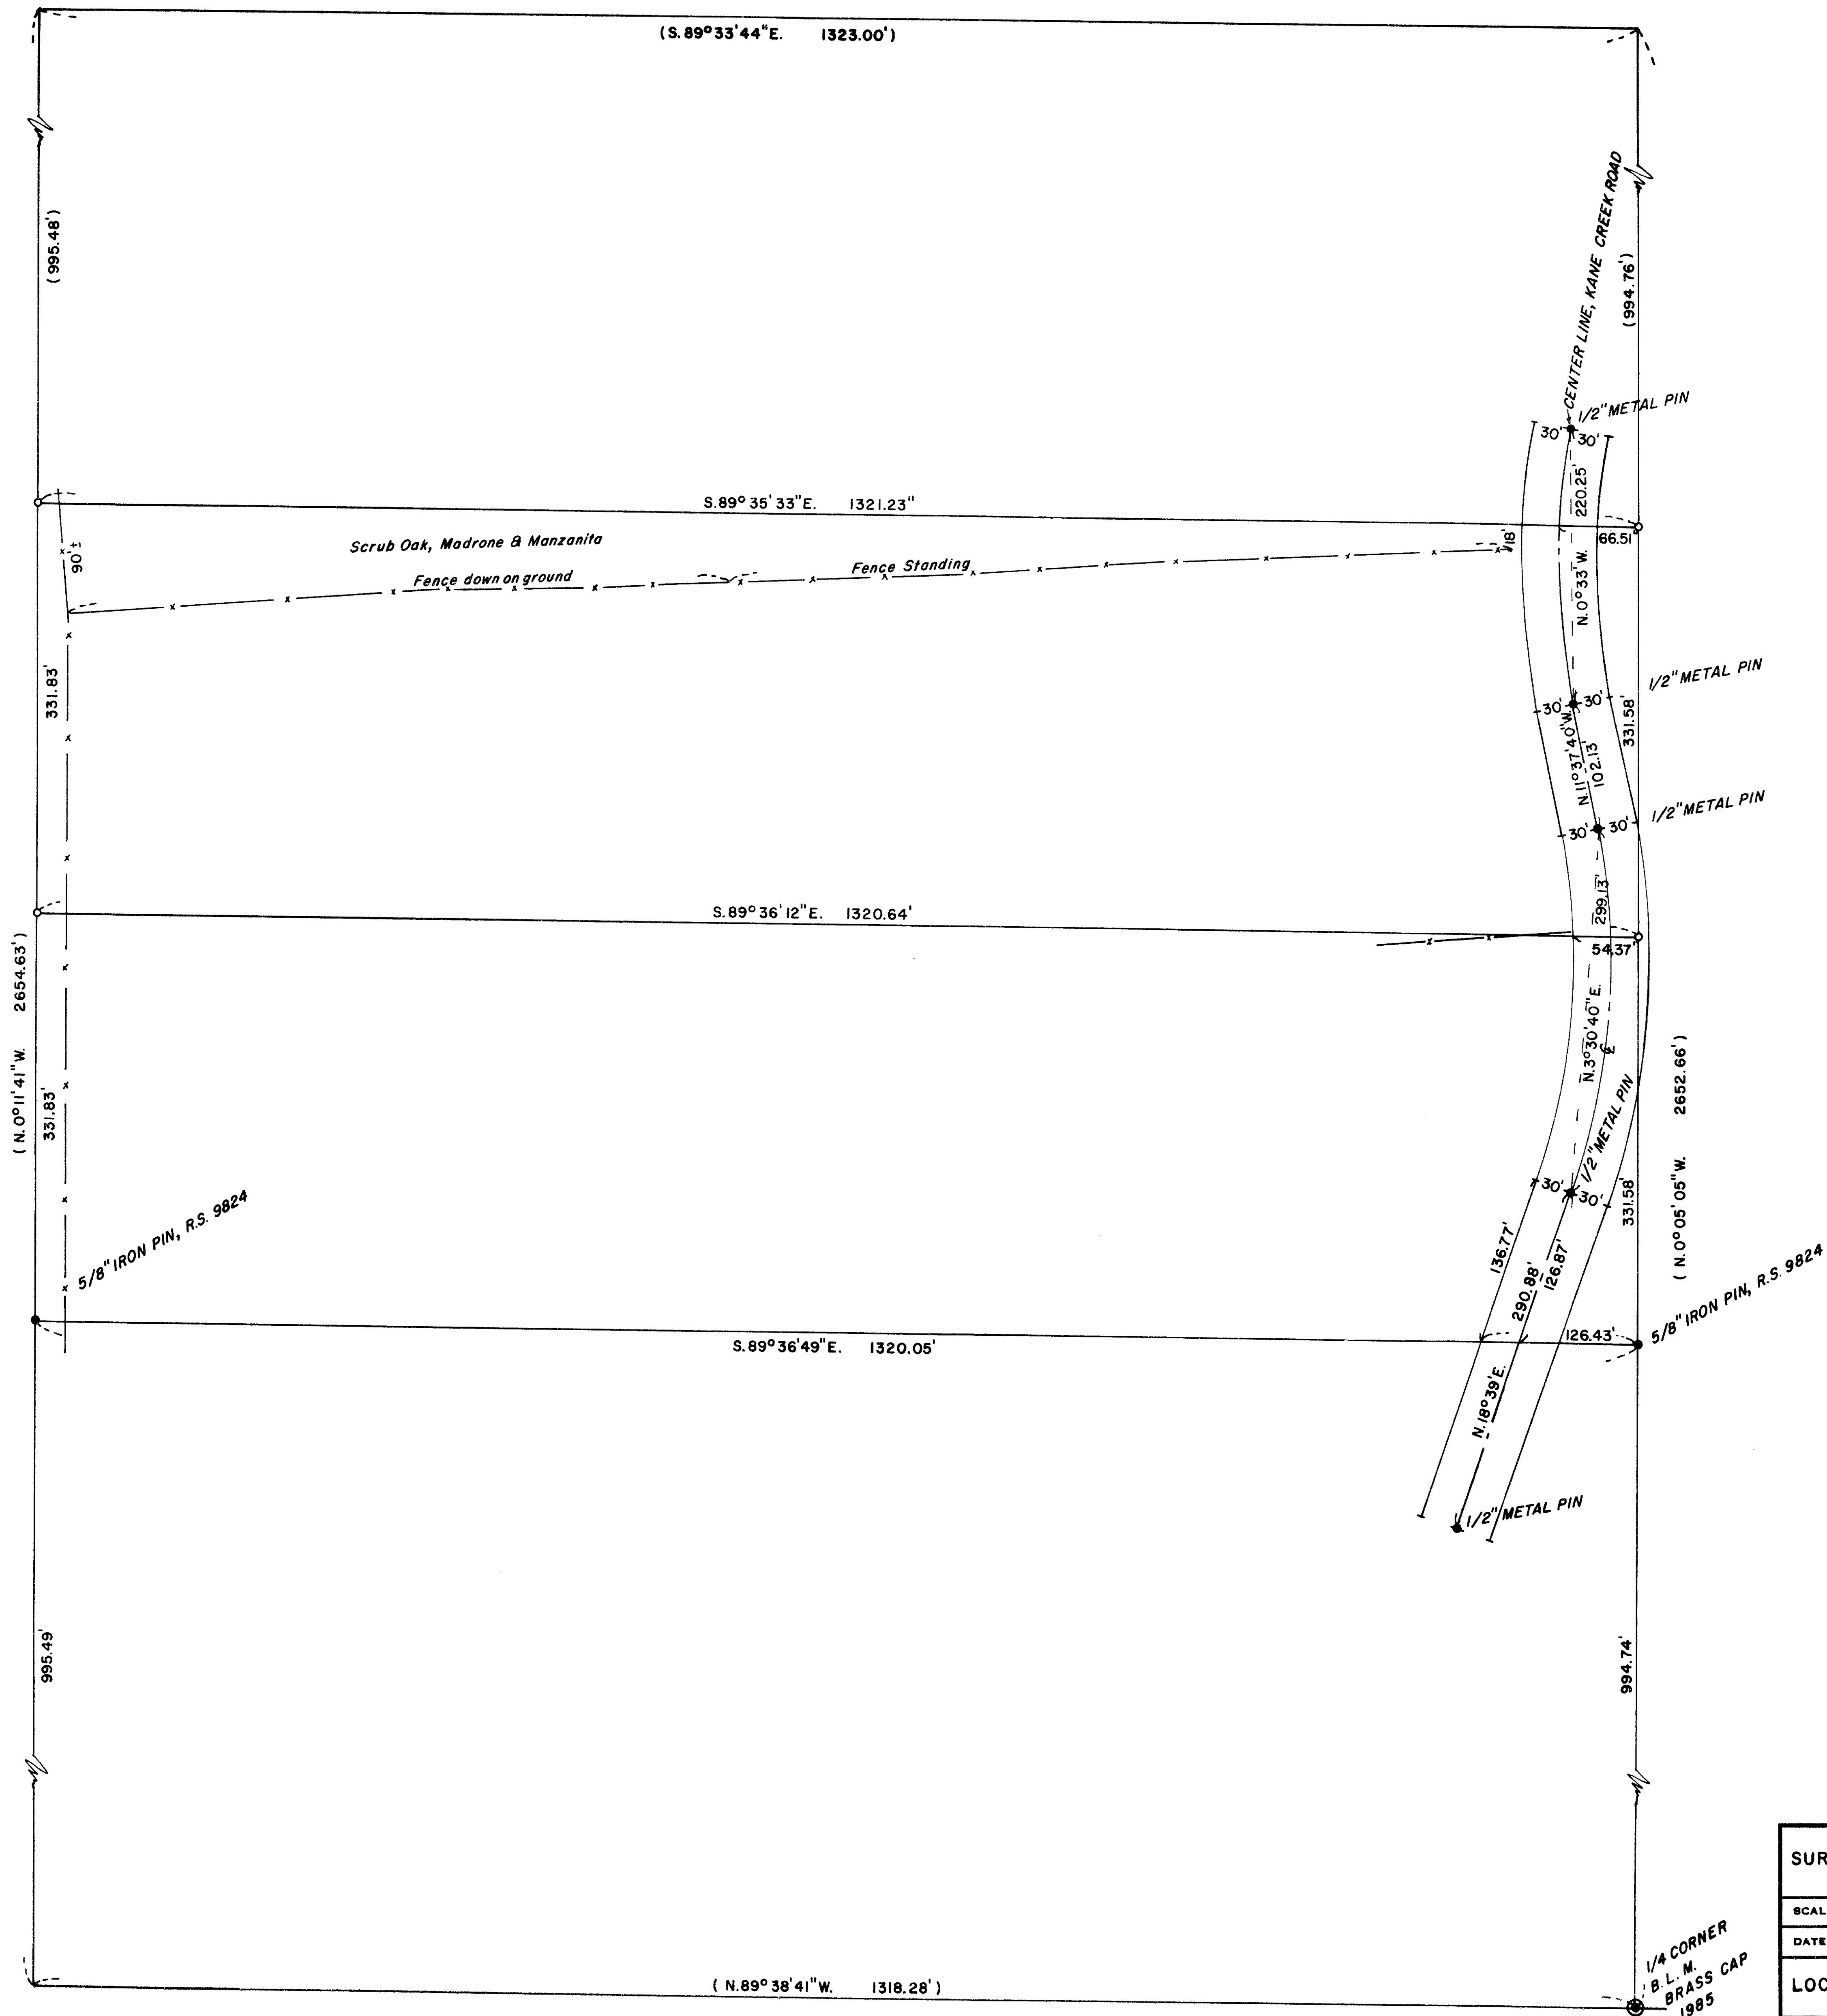 (S.89°33'44"E. 1323.00')
(995.48')
CENTER LINE, KANE CREEK ROAD
(994.76')
1/2" METAL PIN
30'
30'
220.25'
S.89°35'33"E. 1321.23"
66.51'
18'
90'±
Scrub Oak, Madrone & Manzanita
Fence down on ground
Fence Standing
N.0°33'W.
331.83'
1/2" METAL PIN
30'
30'
331.58'
N.11°37'40"W.
102.13'
1/2" METAL PIN
30'
30'
299.13'
S.89°36'12"E. 1320.64'
54.37'
(N.0°11'41"W. 2654.63')
N.3°30'40"E.
℄
331.83'
(N.0°05'05"W. 2652.66')
1/2" METAL PIN
30'
30'
331.58'
5/8" IRON PIN, R.S. 9824
136.77'
290.88'
126.87'
5/8" IRON PIN, R.S. 9824
126.43'
S.89°36'49"E. 1320.05'
N.18°39'E.
1/2" METAL PIN
995.49'
994.74'
SUR
SCAL
DATE
LOC
1/4 CORNER
B.L.M.
BRASS CAP
1985
(N.89°38'41"W. 1318.28')